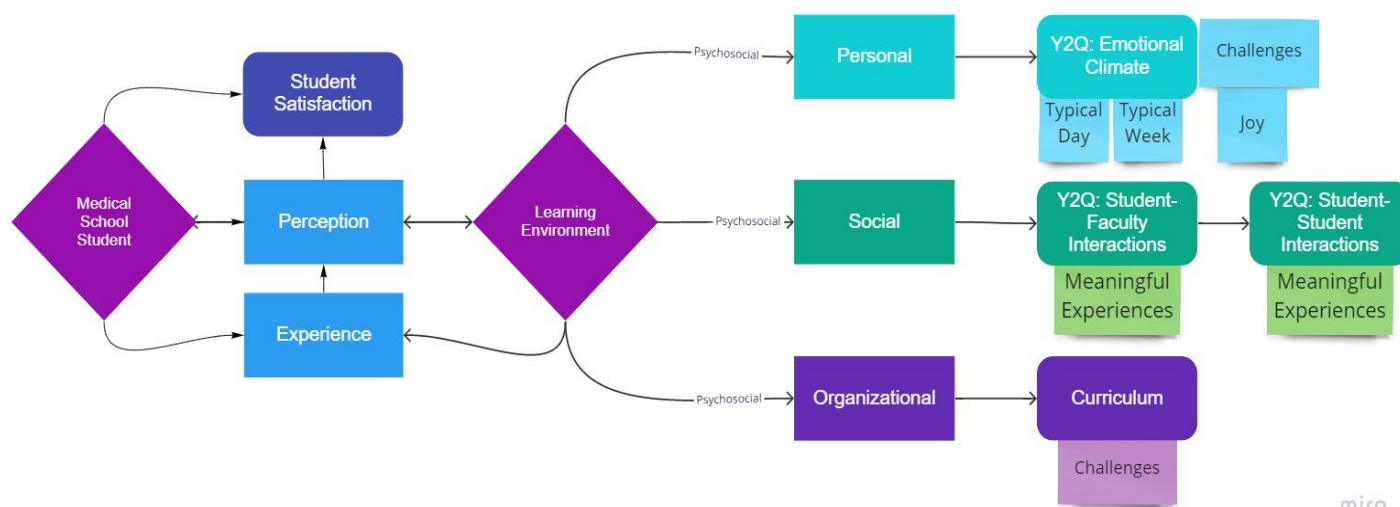 Student
Satisfaction
Medical
School
Student
Perception
Experience
Learning
Environment
Psychosocial
Personal
Y2Q: Emotional
Climate
Challenges
Typical
Day
Typical
Week
Joy
Psychosocial
Social
Y2Q: Student-
Faculty
Interactions
Meaningful
Experiences
Y2Q: Student-
Student
Interactions
Meaningful
Experiences
Psychosocial
Organizational
Curriculum
Challenges
miro